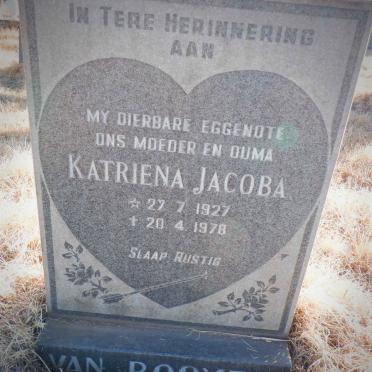 IN TERE HERINNERING
AAN
MY DIERBARE EGGENOTE
ONS MOEDER EN OUMA
KATRIENA JACOBA
☆ 27. 7. 1927
✝ 20. 4. 1978
SLAAP RUSTIG
VAN